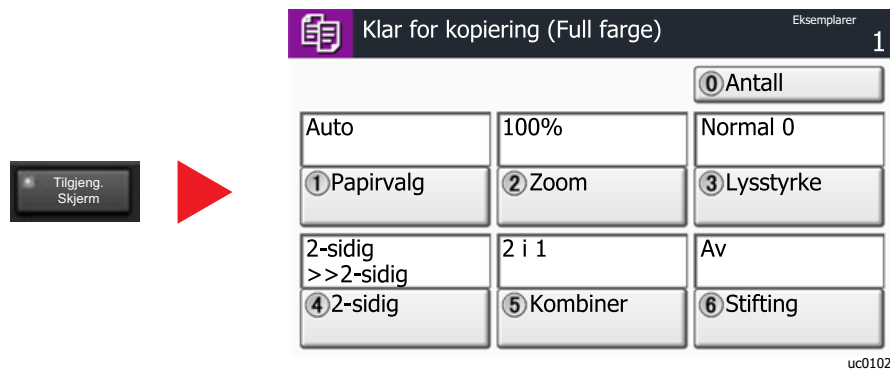 Tilgjeng.
Skjerm
Klar for kopiering (Full farge)
Eksemplarer
1
0 Antall
Auto
100%
Normal 0
1 Papirvalg
2 Zoom
3 Lysstyrke
2-sidig
>>2-sidig
2 i 1
Av
4 2-sidig
5 Kombiner
6 Stifting
uc0102